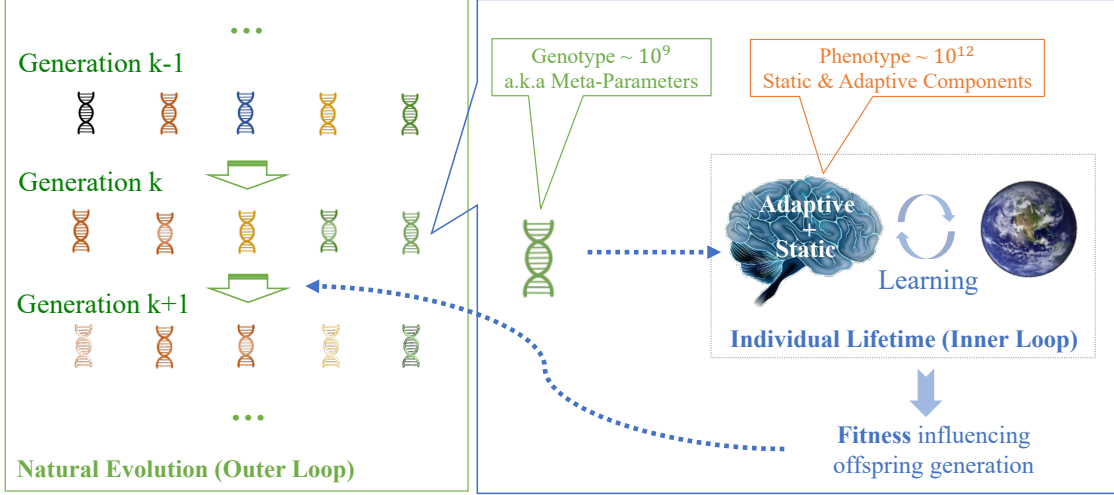 ...
Generation k-1
Generation k
Generation k+1
...
Natural Evolution (Outer Loop)
Genotype ~ 10⁹
a.k.a Meta-Parameters
Phenotype ~ 10¹²
Static & Adaptive Components
Adaptive
+
Static
Learning
Individual Lifetime (Inner Loop)
Fitness influencing
offspring generation